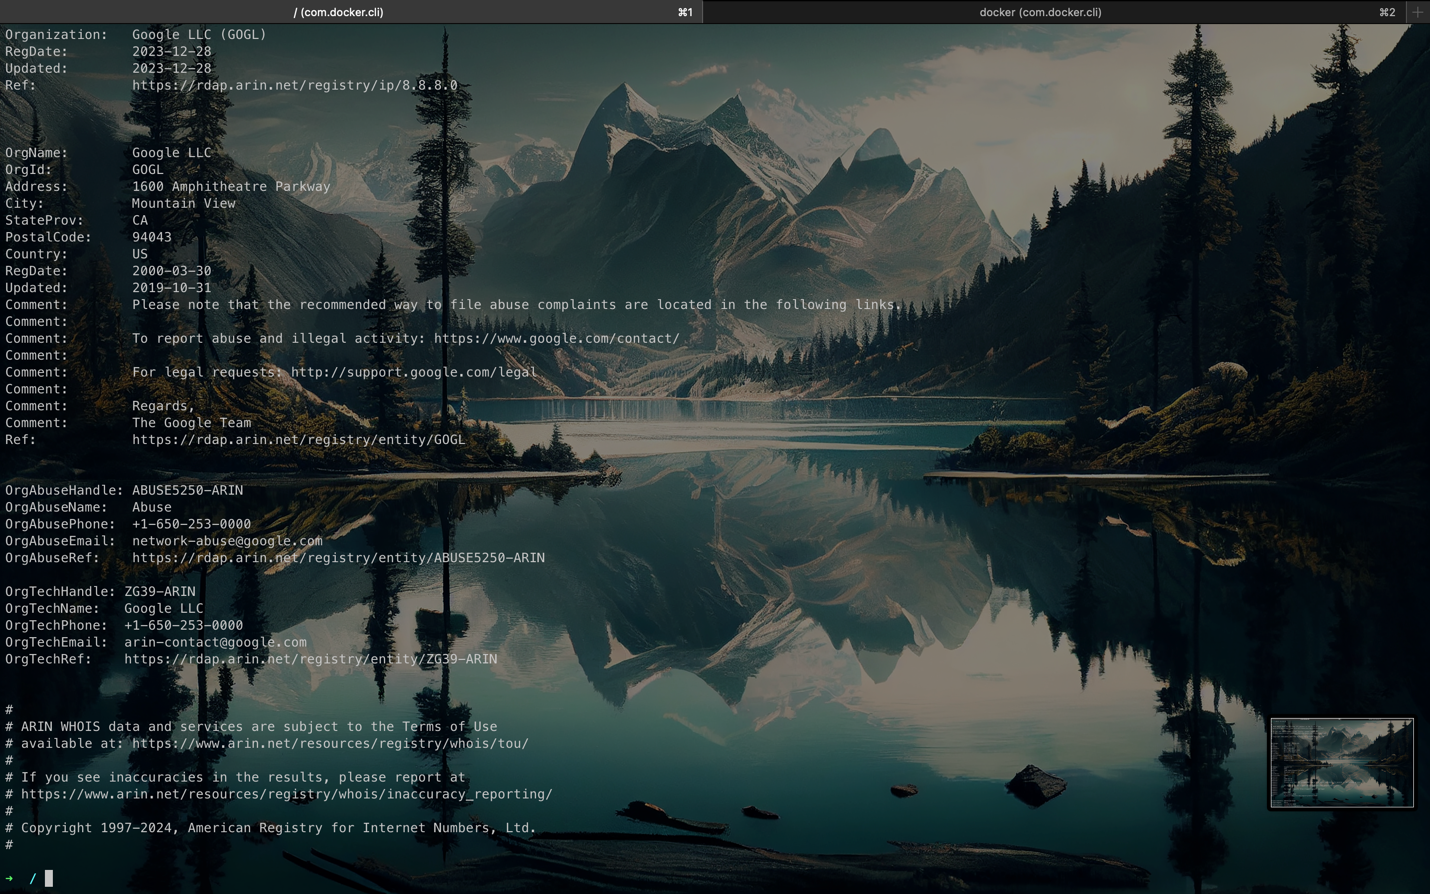 / (com.docker.cli) ⌘1 docker (com.docker.cli) ⌘2 +
Organization:   Google LLC (GOGL)
RegDate:        2023-12-28
Updated:        2023-12-28
Ref:            https://rdap.arin.net/registry/ip/8.8.8.0
OrgName:        Google LLC
OrgId:          GOGL
Address:        1600 Amphitheatre Parkway
City:           Mountain View
StateProv:      CA
PostalCode:     94043
Country:        US
RegDate:        2000-03-30
Updated:        2019-10-31
Comment:        Please note that the recommended way to file abuse complaints are located in the following links.
Comment:
Comment:        To report abuse and illegal activity: https://www.google.com/contact/
Comment:
Comment:        For legal requests: http://support.google.com/legal
Comment:
Comment:        Regards,
Comment:        The Google Team
Ref:            https://rdap.arin.net/registry/entity/GOGL
OrgAbuseHandle: ABUSE5250-ARIN
OrgAbuseName:   Abuse
OrgAbusePhone:  +1-650-253-0000
OrgAbuseEmail:  network-abuse@google.com
OrgAbuseRef:    https://rdap.arin.net/registry/entity/ABUSE5250-ARIN
OrgTechHandle: ZG39-ARIN
OrgTechName:   Google LLC
OrgTechPhone:  +1-650-253-0000
OrgTechEmail:  arin-contact@google.com
OrgTechRef:    https://rdap.arin.net/registry/entity/ZG39-ARIN
#
# ARIN WHOIS data and services are subject to the Terms of Use
# available at: https://www.arin.net/resources/registry/whois/tou/
#
# If you see inaccuracies in the results, please report at
# https://www.arin.net/resources/registry/whois/inaccuracy_reporting/
#
# Copyright 1997-2024, American Registry for Internet Numbers, Ltd.
#
→ /